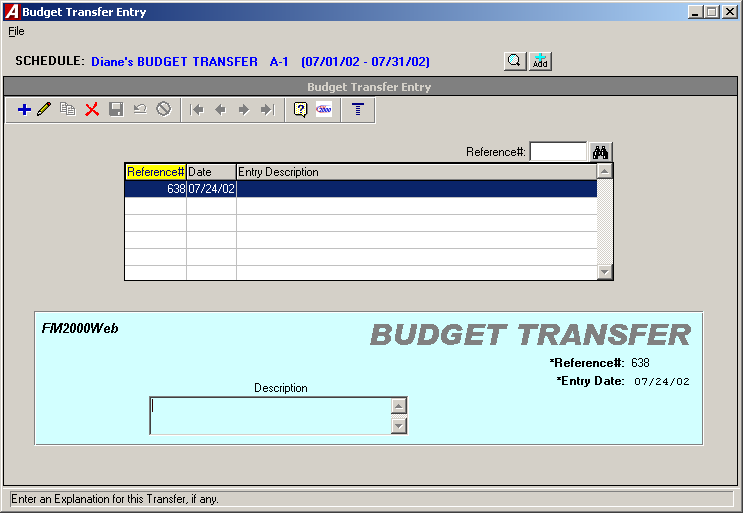 Budget Transfer Entry
File
SCHEDULE: Diane's BUDGET TRANSFER A-1 (07/01/02 - 07/31/02)
Add
Budget Transfer Entry
2000
Reference#:
Reference# Date Entry Description
638 07/24/02
FM2000Web
BUDGET TRANSFER
*Reference#: 638
*Entry Date: 07/24/02
Description
Enter an Explanation for this Transfer, if any.